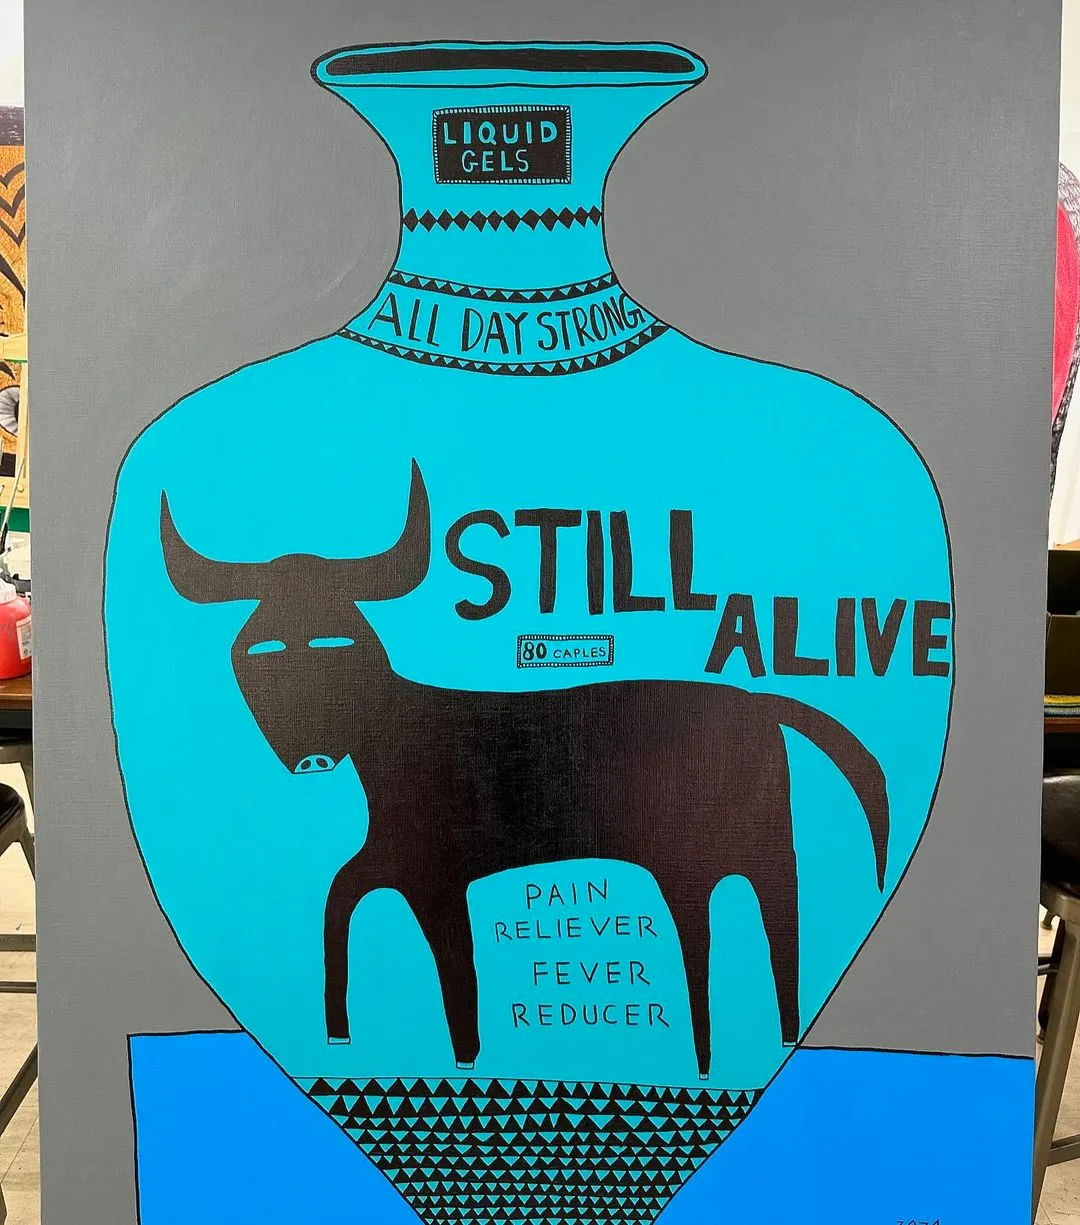 LIQUID
GELS
ALL DAY STRONG
STILL
ALIVE
80 CAPLES
PAIN
RELIEVER
FEVER
REDUCER